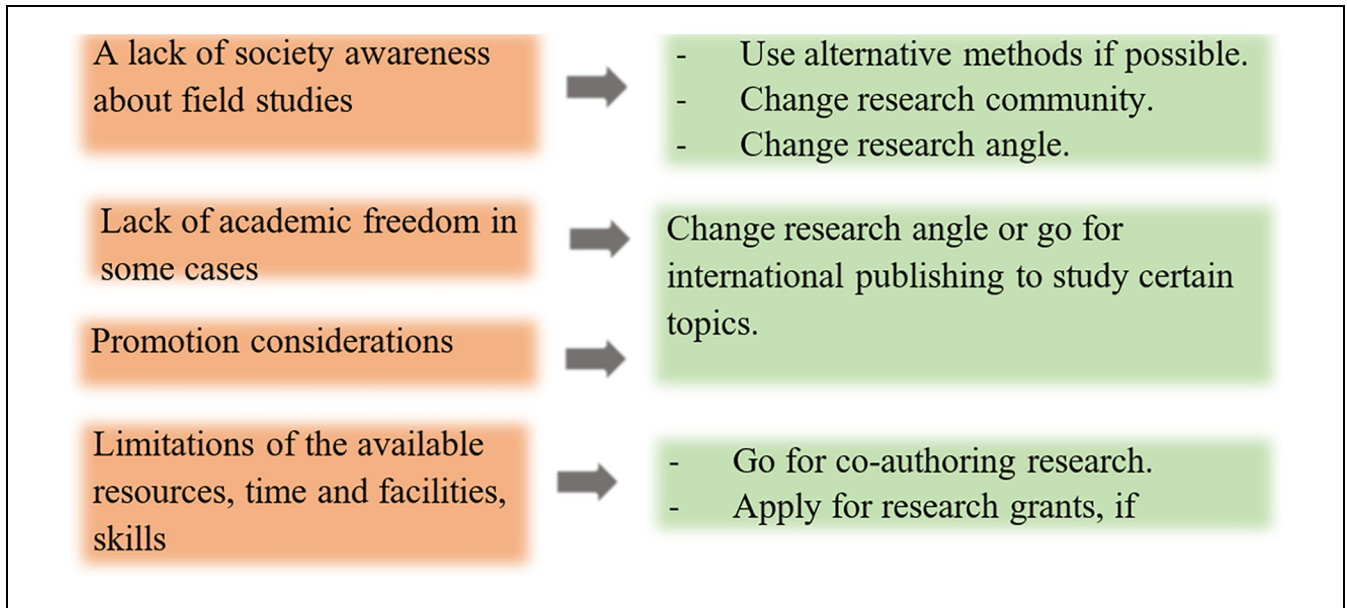 A lack of society awareness
about field studies
- Use alternative methods if possible.
- Change research community.
- Change research angle.
Lack of academic freedom in
some cases
Change research angle or go for
international publishing to study certain
topics.
Promotion considerations
Limitations of the available
resources, time and facilities,
skills
- Go for co-authoring research.
- Apply for research grants, if